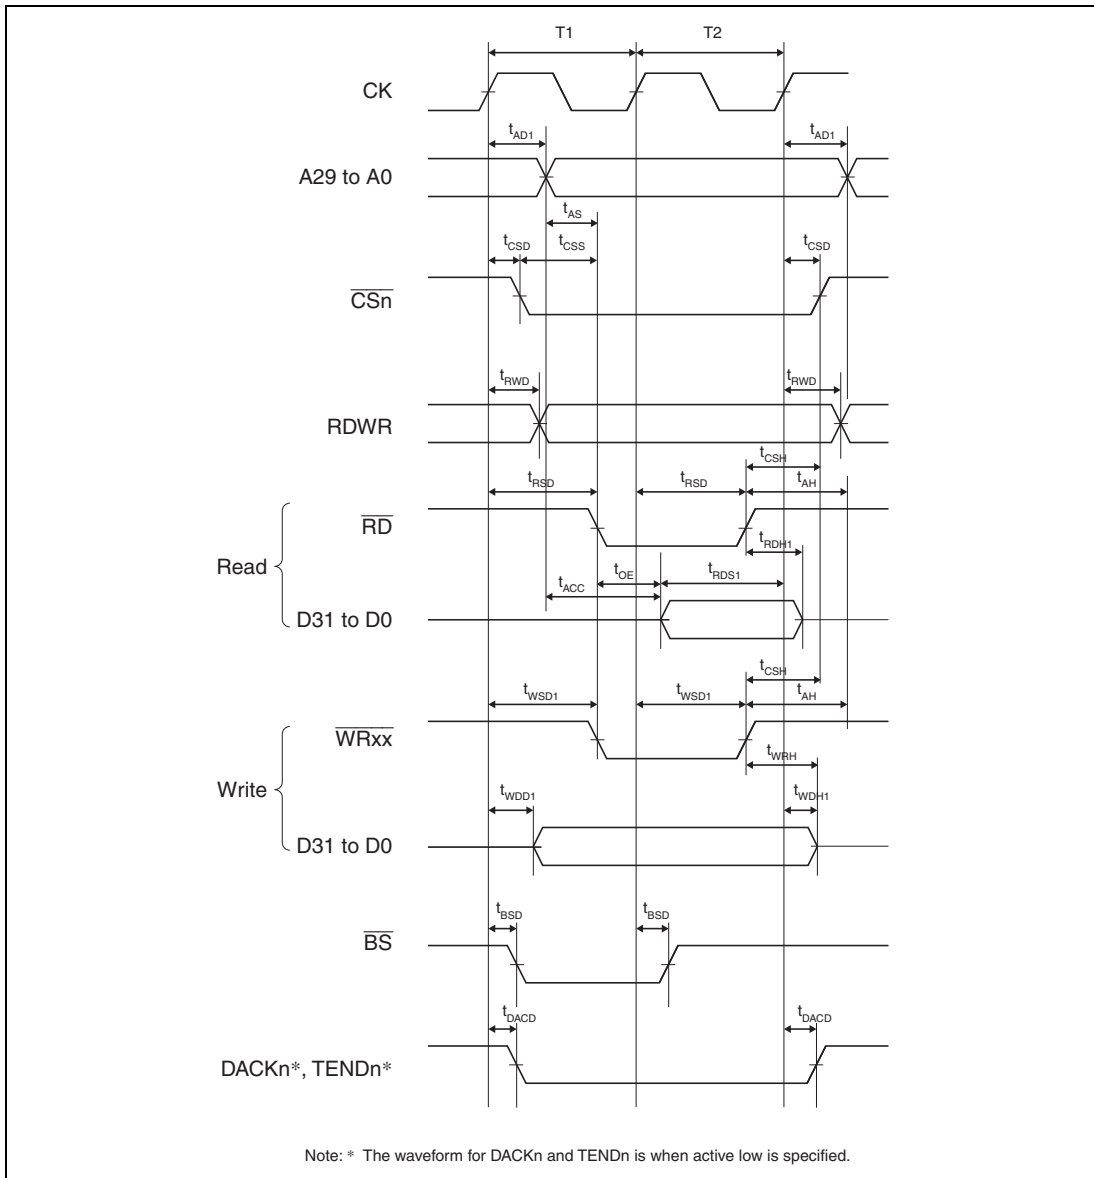 T1 T2
CK
tAD1 tAD1
A29 to A0
tAS
tCSD tCSS tCSD
CSn
tRWD tRWD
RDWR
tCSH
tRSD tRSD tAH
RD
tRDH1
Read
tOE tRDS1
tACC
D31 to D0
tCSH
tWSD1 tWSD1 tAH
WRxx
tWRH
Write
tWDD1 tWDH1
D31 to D0
tBSD tBSD
BS
tDACD tDACD
DACKn*, TENDn*
Note: * The waveform for DACKn and TENDn is when active low is specified.